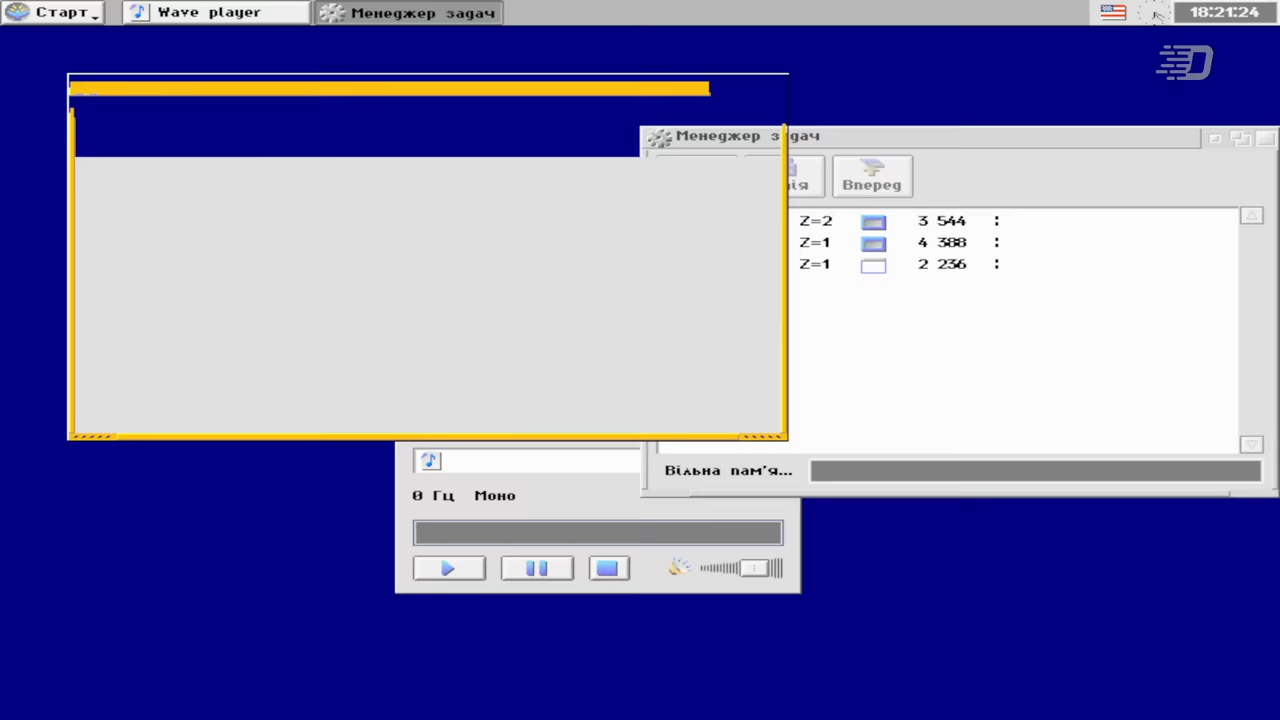 Старт Wave player Менеджер задач 18:21:24
Менеджер задач
ія Вперед
Z=2 3 544 :
Z=1 4 388 :
Z=1 2 236 :
Вільна пам'я...
0 Гц Моно